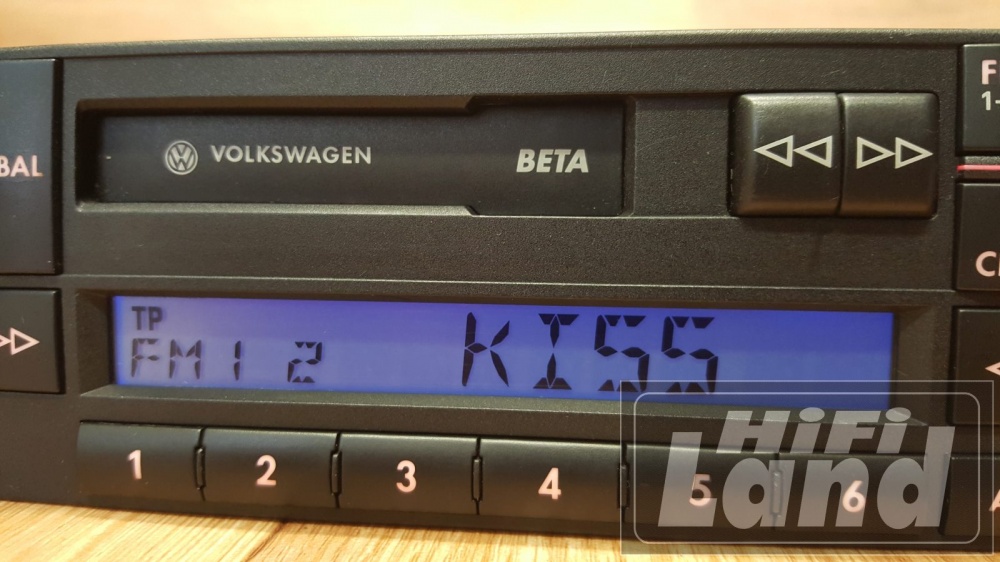 VOLKSWAGEN BETA
BAL
TP
FM1 2 KISS
1 2 3 4 5 6
HiFi
Land